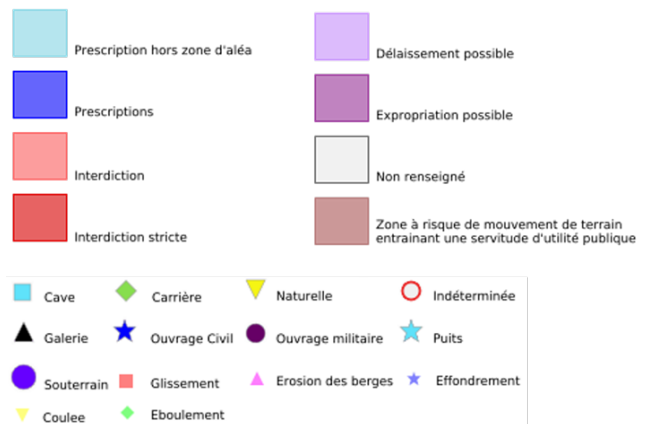 Prescription hors zone d'aléa
Délaissement possible
Prescriptions
Expropriation possible
Interdiction
Non renseigné
Interdiction stricte
Zone à risque de mouvement de terrain
entrainant une servitude d'utilité publique
Cave
Carrière
Naturelle
Indéterminée
Galerie
Ouvrage Civil
Ouvrage militaire
Puits
Souterrain
Glissement
Erosion des berges
Effondrement
Coulee
Eboulement